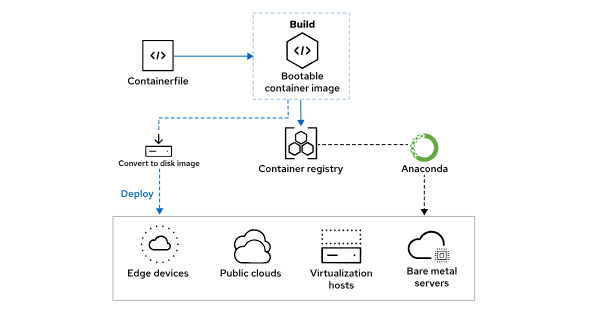 Build
</>
Containerfile
</>
Bootable
container image
Convert to disk image
Container registry
Anaconda
Deploy
Edge devices
Public clouds
Virtualization
hosts
Bare metal
servers